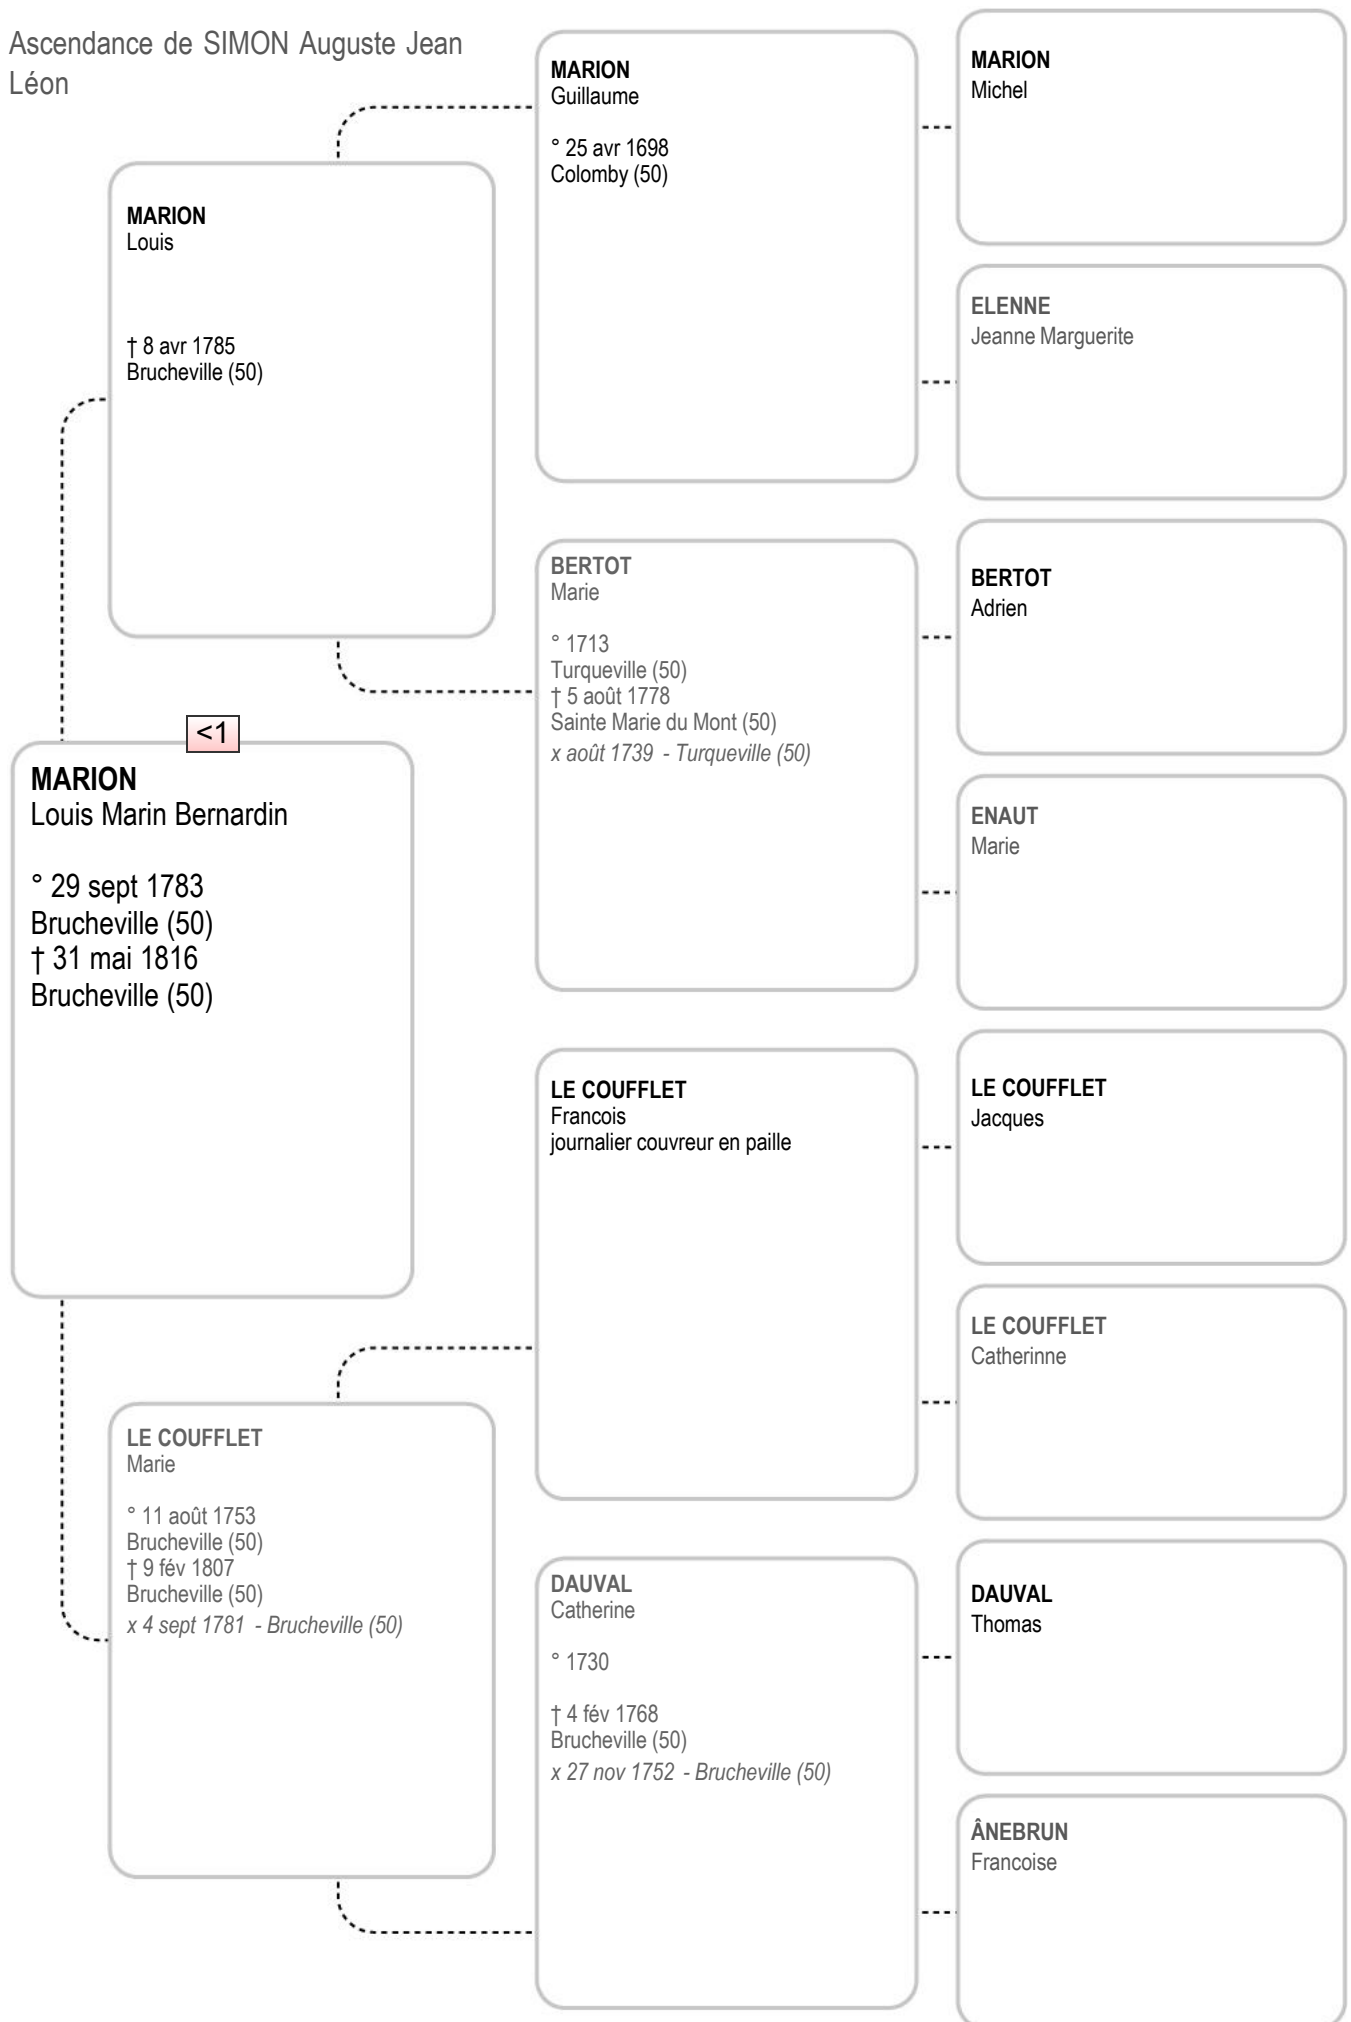 Ascendance de SIMON Auguste Jean
Léon
<1
MARION
Louis Marin Bernardin
° 29 sept 1783
Brucheville (50)
† 31 mai 1816
Brucheville (50)
MARION
Louis
† 8 avr 1785
Brucheville (50)
LE COUFFLET
Marie
° 11 août 1753
Brucheville (50)
† 9 fév 1807
Brucheville (50)
x 4 sept 1781 - Brucheville (50)
MARION
Guillaume
° 25 avr 1698
Colomby (50)
BERTOT
Marie
° 1713
Turqueville (50)
† 5 août 1778
Sainte Marie du Mont (50)
x août 1739 - Turqueville (50)
LE COUFFLET
Francois
journalier couvreur en paille
DAUVAL
Catherine
° 1730
† 4 fév 1768
Brucheville (50)
x 27 nov 1752 - Brucheville (50)
MARION
Michel
ELENNE
Jeanne Marguerite
BERTOT
Adrien
ENAUT
Marie
LE COUFFLET
Jacques
LE COUFFLET
Catherinne
DAUVAL
Thomas
ÂNEBRUN
Francoise